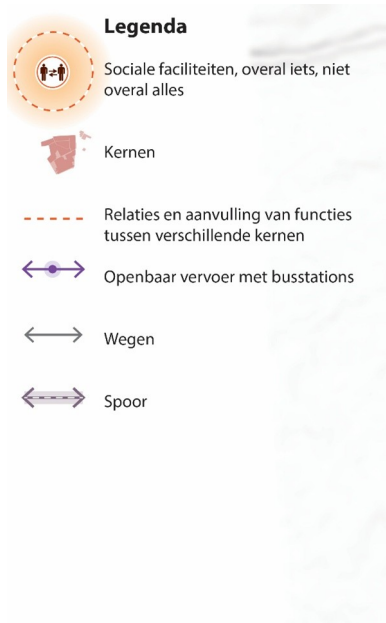 Legenda
Sociale faciliteiten, overal iets, niet
overal alles
Kernen
Relaties en aanvulling van functies
tussen verschillende kernen
Openbaar vervoer met busstations
Wegen
Spoor